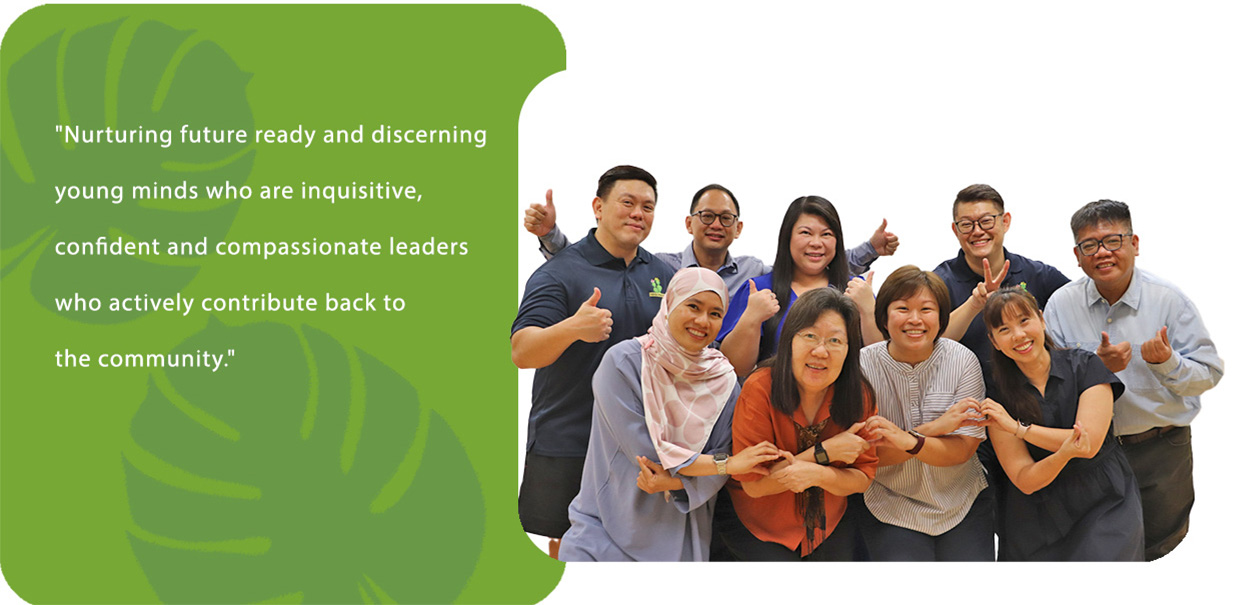 "Nurturing future ready and discerning
young minds who are inquisitive,
confident and compassionate leaders
who actively contribute back to
the community."